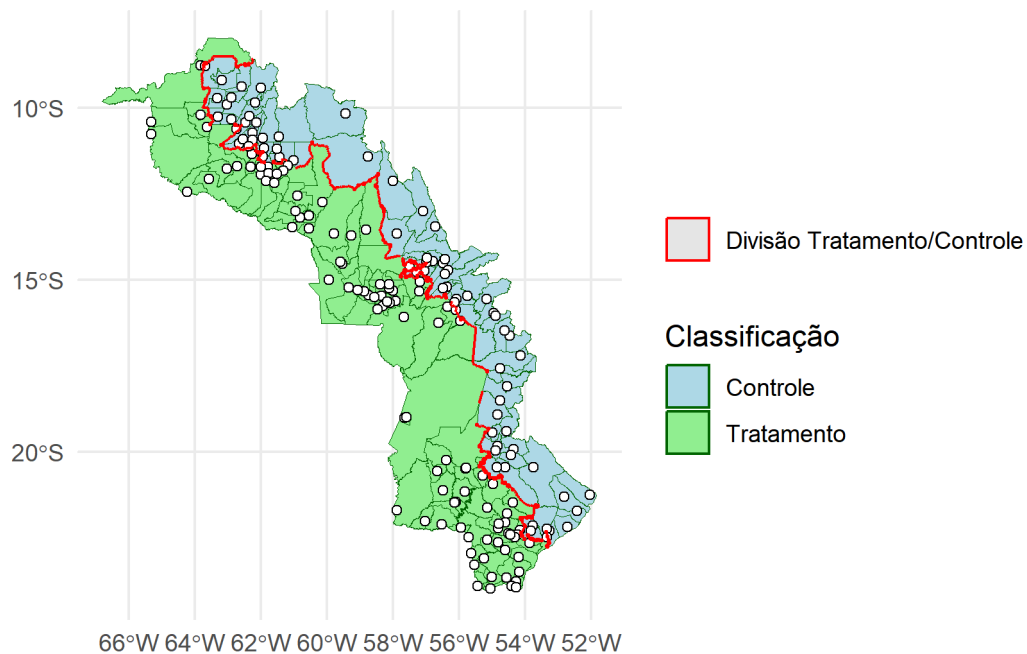 10°S
15°S
20°S
66°W 64°W 62°W 60°W 58°W 56°W 54°W 52°W
Divisão Tratamento/Controle
Classificação
Controle
Tratamento